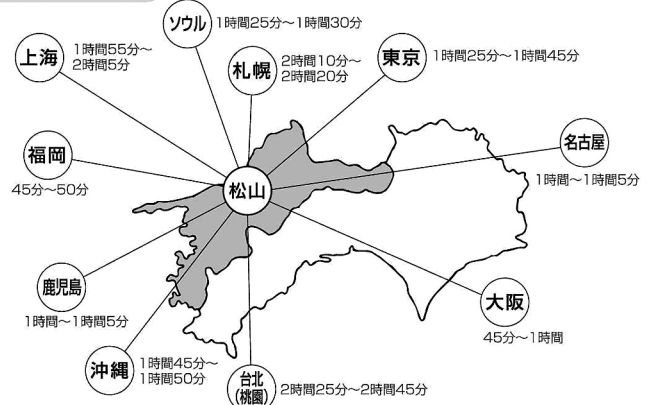 ソウル
1時間25分～1時間30分
上海
1時間55分～
2時間5分
札幌
2時間10分～
2時間20分
東京
1時間25分～1時間45分
福岡
45分～50分
名古屋
1時間～1時間5分
松山
鹿児島
1時間～1時間5分
大阪
45分～1時間
沖縄
1時間45分～
1時間50分
台北
(桃園)
2時間25分～2時間45分